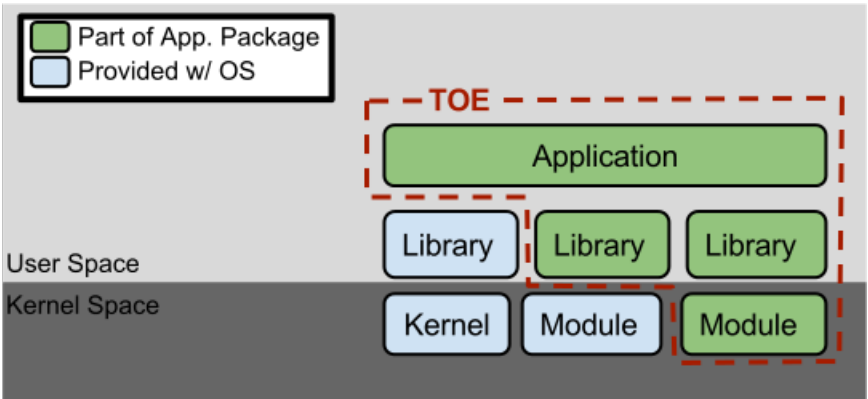 Part of App. Package
Provided w/ OS
TOE
Application
Library Library Library
User Space
Kernel Space
Kernel Module Module